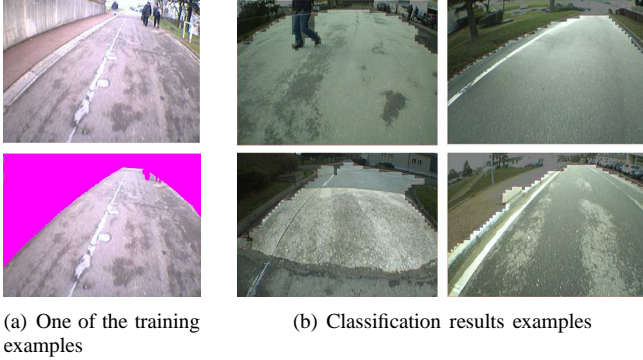 (a) One of the training
examples
(b) Classification results examples